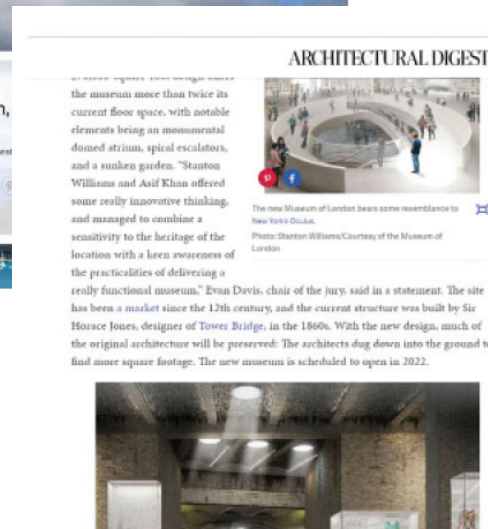 ARCHITECTURAL DIGEST
the museum more than twice its
current floor space, with notable
elements being an monumental
domed atrium, spiral escalators,
and a sunken garden. “Stanton
Williams and Asif Khan offered
some really innovative thinking,
and managed to combine a
sensitivity to the heritage of the
location with a keen awareness of
the practicalities of delivering a
The new Museum of London bears some resemblance to
New York's Oculus.
Photo: Stanton Williams/Courtesy of the Museum of
London
really functional museum,” Evan Davis, chair of the jury, said in a statement. The site
has been a market since the 12th century, and the current structure was built by Sir
Horace Jones, designer of Tower Bridge, in the 1860s. With the new design, much of
the original architecture will be preserved: The architects dug down into the ground to
find more square footage. The new museum is scheduled to open in 2022.